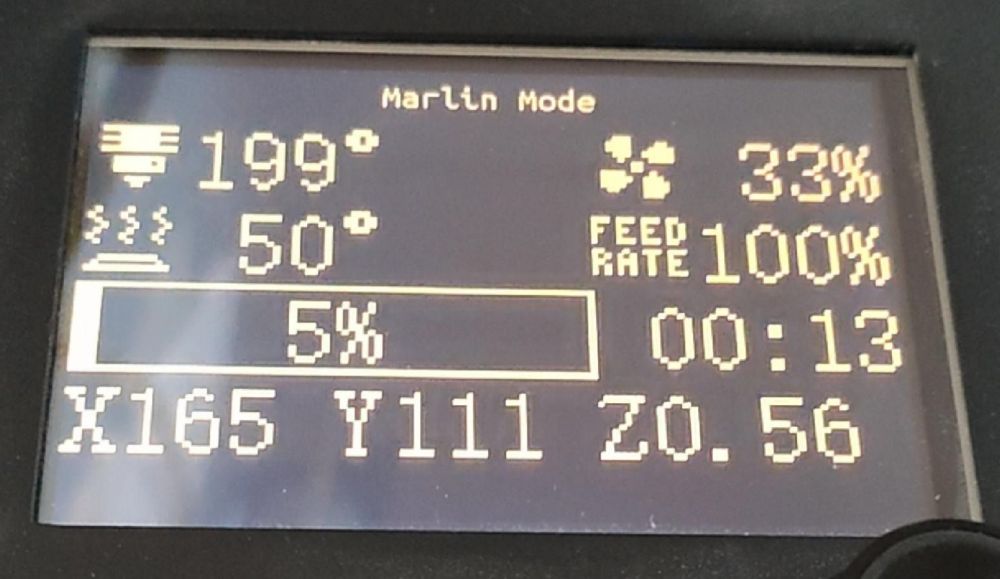 Marlin Mode
199° 33%
50° FEED RATE 100%
5% 00:13
X165 Y111 Z0.56